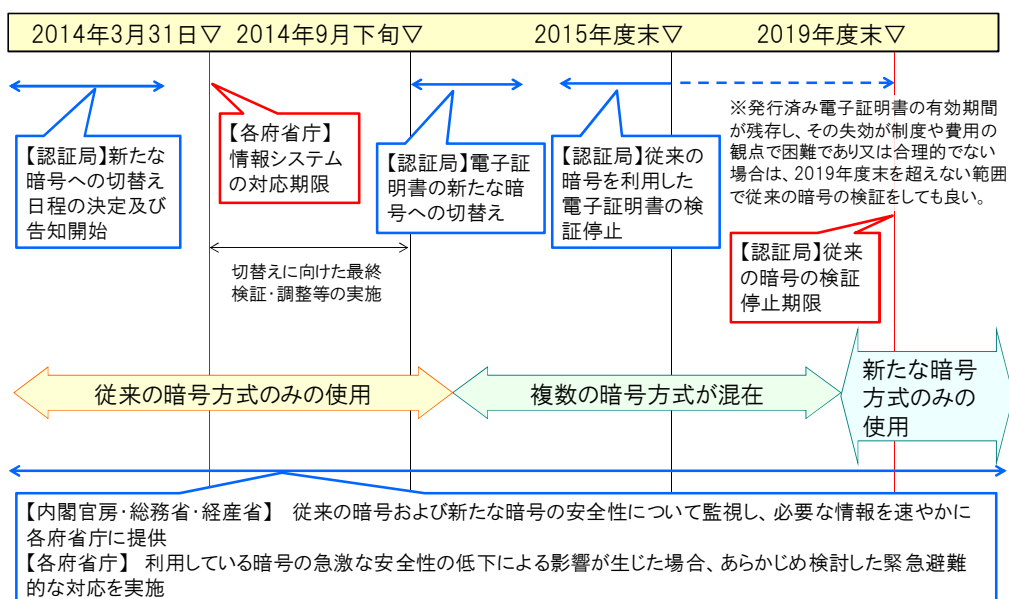 2014年3月31日▽ 2014年9月下旬▽ 2015年度末▽ 2019年度末▽
【認証局】新たな
暗号への切替え
日程の決定及び
告知開始
【各府省庁】
情報システム
の対応期限
【認証局】電子証
明書の新たな暗
号への切替え
【認証局】従来の
暗号を利用した
電子証明書の検
証停止
※発行済み電子証明書の有効期間
が残存し、その失効が制度や費用の
観点で困難であり又は合理的でない
場合は、2019年度末を超えない範囲
で従来の暗号の検証をしても良い。
【認証局】従来
の暗号の検証
停止期限
切替えに向けた最終
検証・調整等の実施
従来の暗号方式のみの使用
複数の暗号方式が混在
新たな暗号
方式のみの
使用
【内閣官房・総務省・経産省】 従来の暗号および新たな暗号の安全性について監視し、必要な情報を速やかに
各府省庁に提供
【各府省庁】 利用している暗号の急激な安全性の低下による影響が生じた場合、あらかじめ検討した緊急避難
的な対応を実施